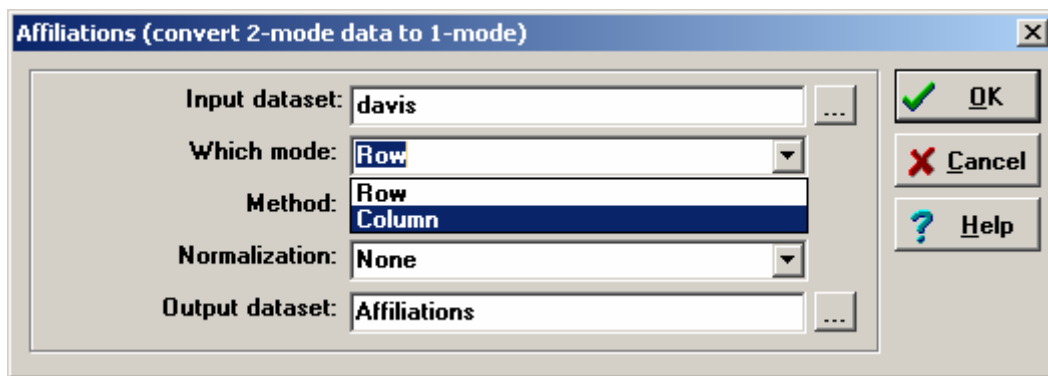 Affiliations (convert 2-mode data to 1-mode)
Input dataset: davis ...
Which mode: Row
Row
Method:
Column
Normalization: None
Output dataset: Affiliations ...
OK
Cancel
? Help